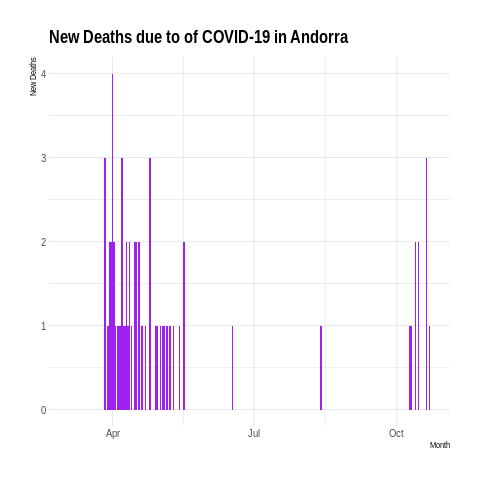 New Deaths due to of COVID-19 in Andorra
New Deaths
4
3
2
1
0
Apr
Jul
Oct
Month